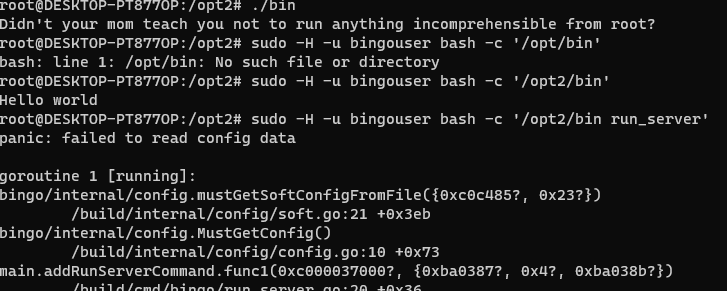 root@DESKTOP-PT877OP:/opt2# ./bin
Didn't your mom teach you not to run anything incomprehensible from root?
root@DESKTOP-PT877OP:/opt2# sudo -H -u bingouser bash -c '/opt/bin'
bash: line 1: /opt/bin: No such file or directory
root@DESKTOP-PT877OP:/opt2# sudo -H -u bingouser bash -c '/opt2/bin'
Hello world
root@DESKTOP-PT877OP:/opt2# sudo -H -u bingouser bash -c '/opt2/bin run_server'
panic: failed to read config data
goroutine 1 [running]:
bingo/internal/config.mustGetSoftConfigFromFile({0xc0c485?, 0x23?})
/build/internal/config/soft.go:21 +0x3eb
bingo/internal/config.MustGetConfig()
/build/internal/config/config.go:10 +0x73
main.addRunServerCommand.func1(0xc000037000?, {0xba0387?, 0x4?, 0xba038b?})
/build/cmd/bingo/run_server.go:20 +0x36